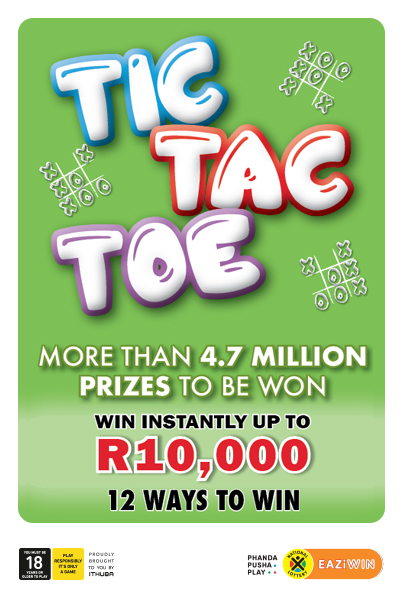 TIC
TAC
TOE
MORE THAN 4.7 MILLION
PRIZES TO BE WON
WIN INSTANTLY UP TO
R10,000
12 WAYS TO WIN
YOU MUST BE
18
YEARS OR
OLDER TO PLAY
PLAY
RESPONSIBLY
IT'S ONLY
A GAME
PROUDLY
BROUGHT
TO YOU BY
ITHUBA
PHANDA
PUSHA
PLAY
NATIONAL
LOTTERY
EAZiWIN